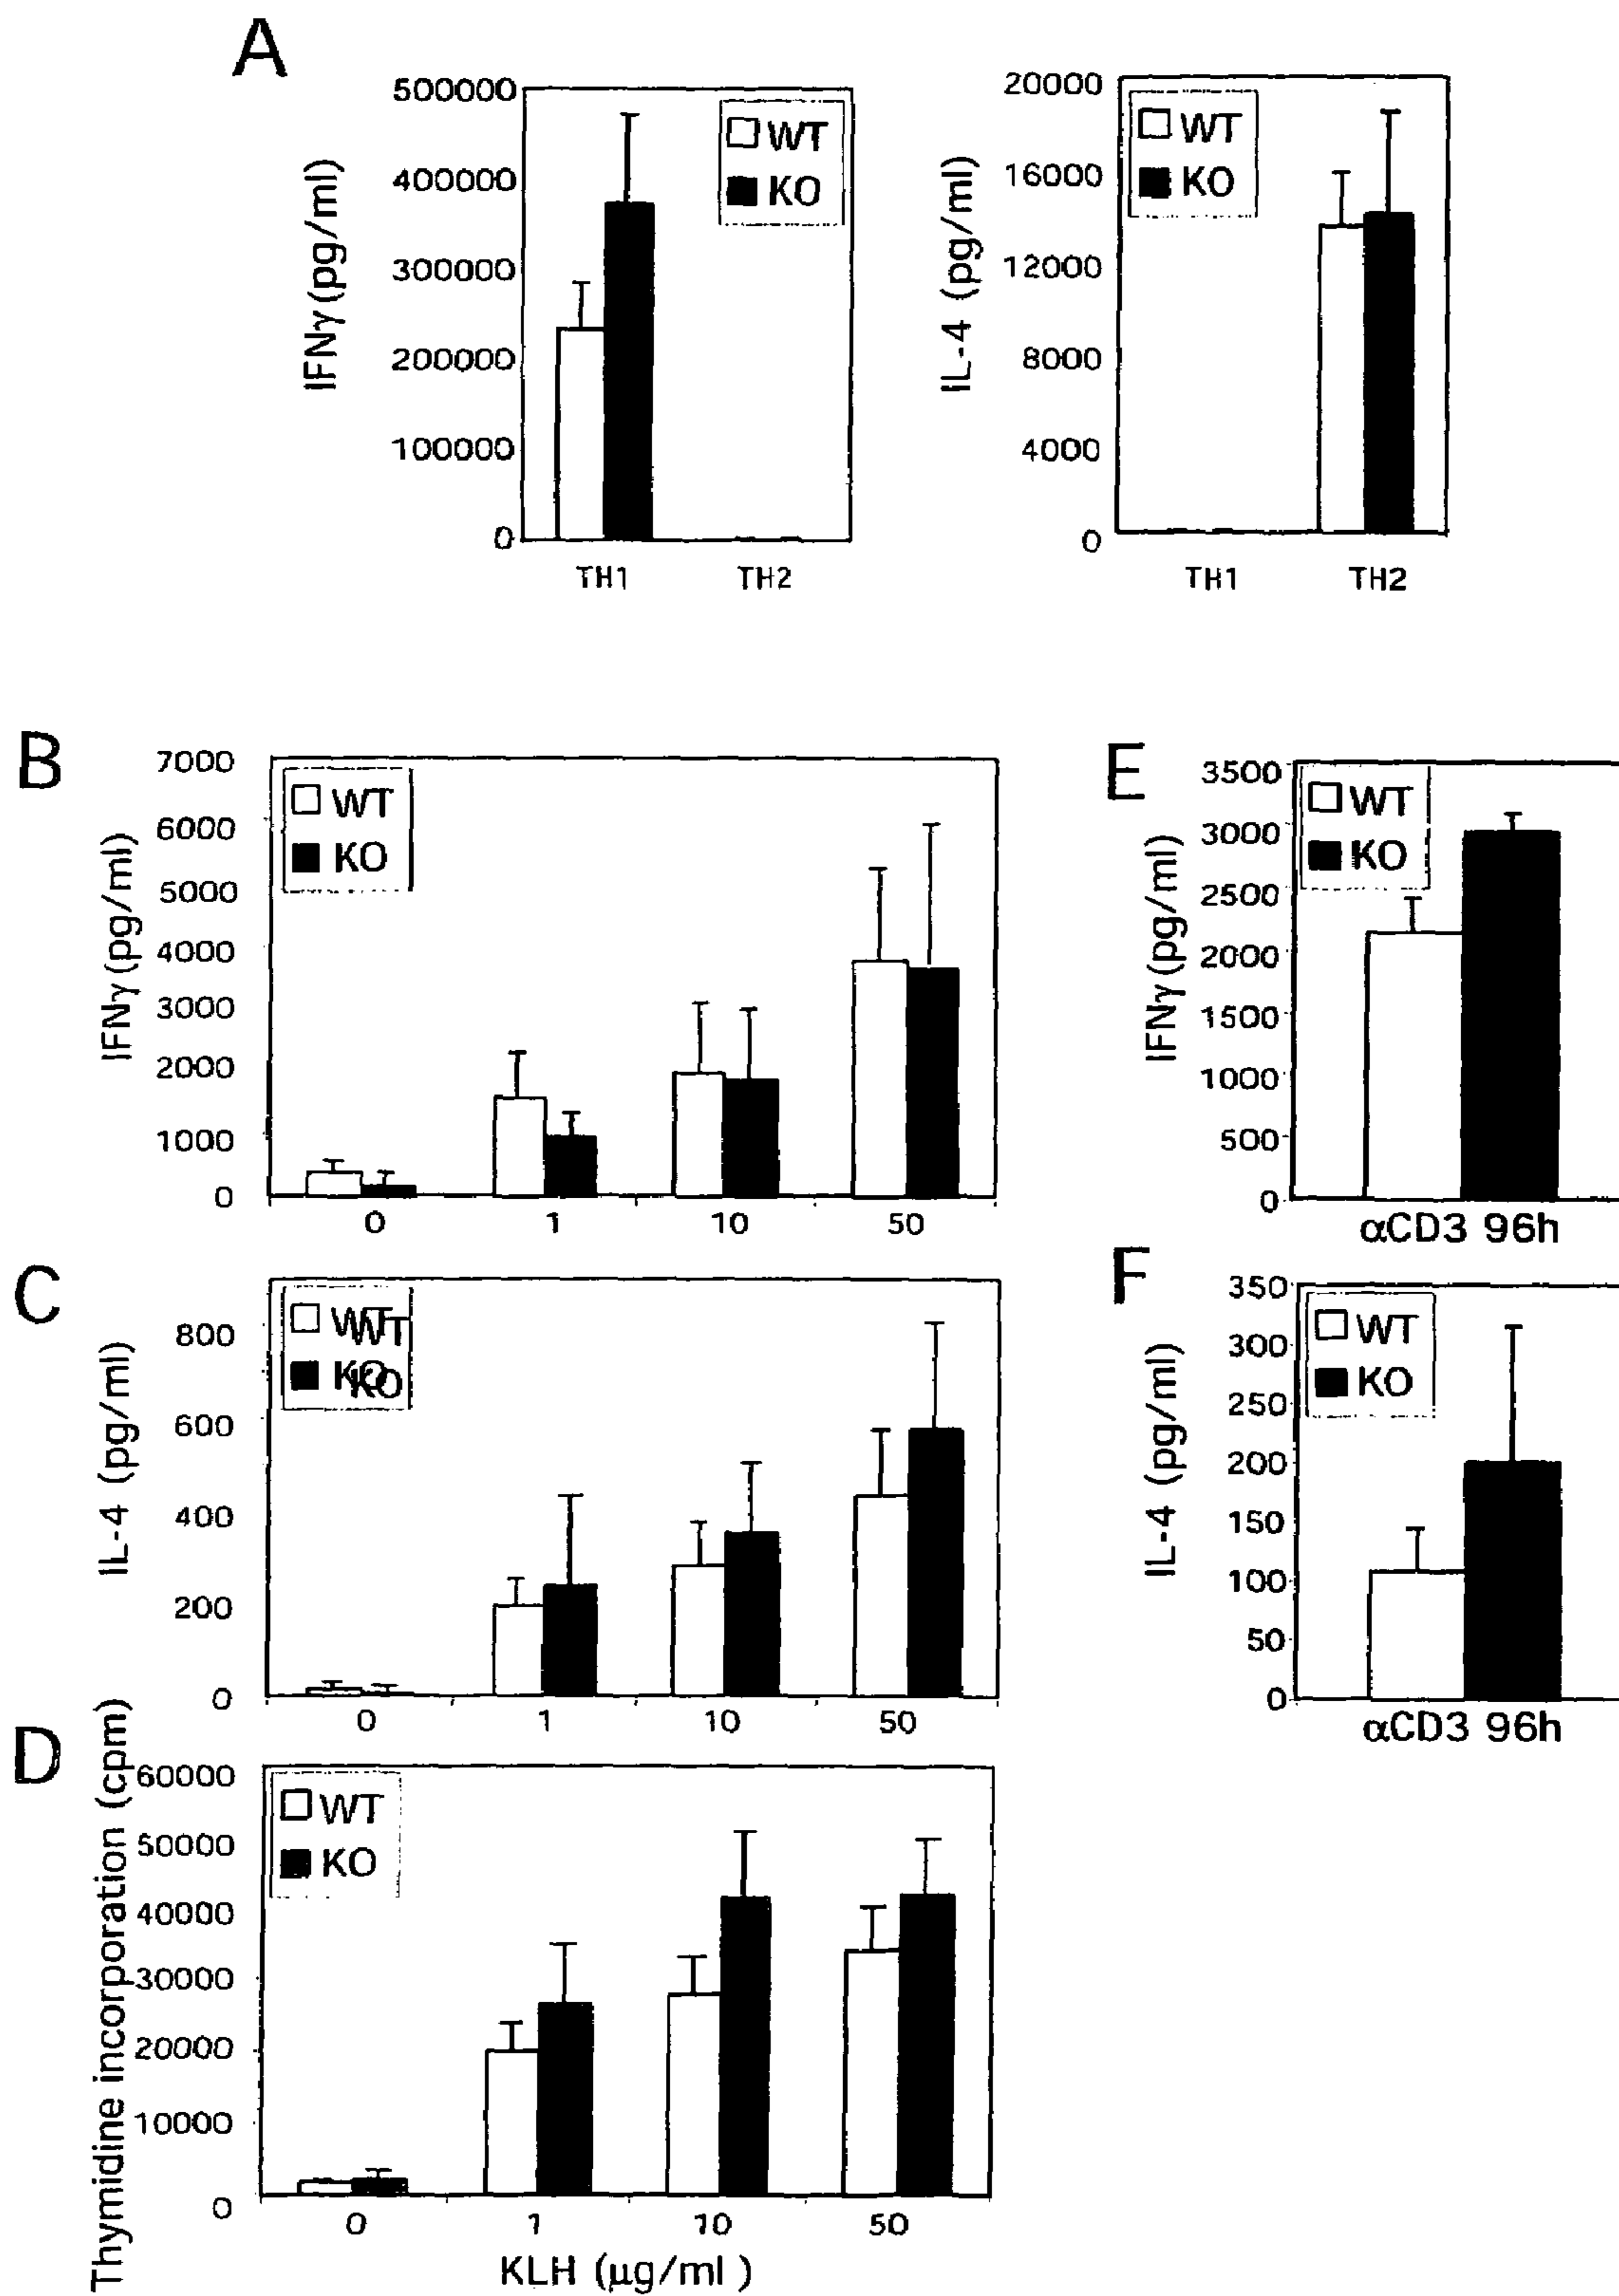 A
500000
400000
300000
200000
100000
0
IFNγ (pg/ml)
WT
KO
TH1 TH2
20000
16000
12000
8000
4000
0
IL-4 (pg/ml)
WT
KO
TH1 TH2
B
7000
6000
5000
4000
3000
2000
1000
0
IFNγ (pg/ml)
WT
KO
0 1 10 50
C
800
600
400
200
0
IL-4 (pg/ml)
WT WT
KO KO
0 1 10 50
D
60000
50000
40000
30000
20000
10000
0
Thymidine incorporation (cpm)
WT
KO
0 1 10 50
KLH (μg/ml )
E
3500
3000
2500
2000
1500
1000
500
0
IFNγ (pg/ml)
WT
KO
αCD3 96h
F
350
300
250
200
150
100
50
0
IL-4 (pg/ml)
WT
KO
αCD3 96h